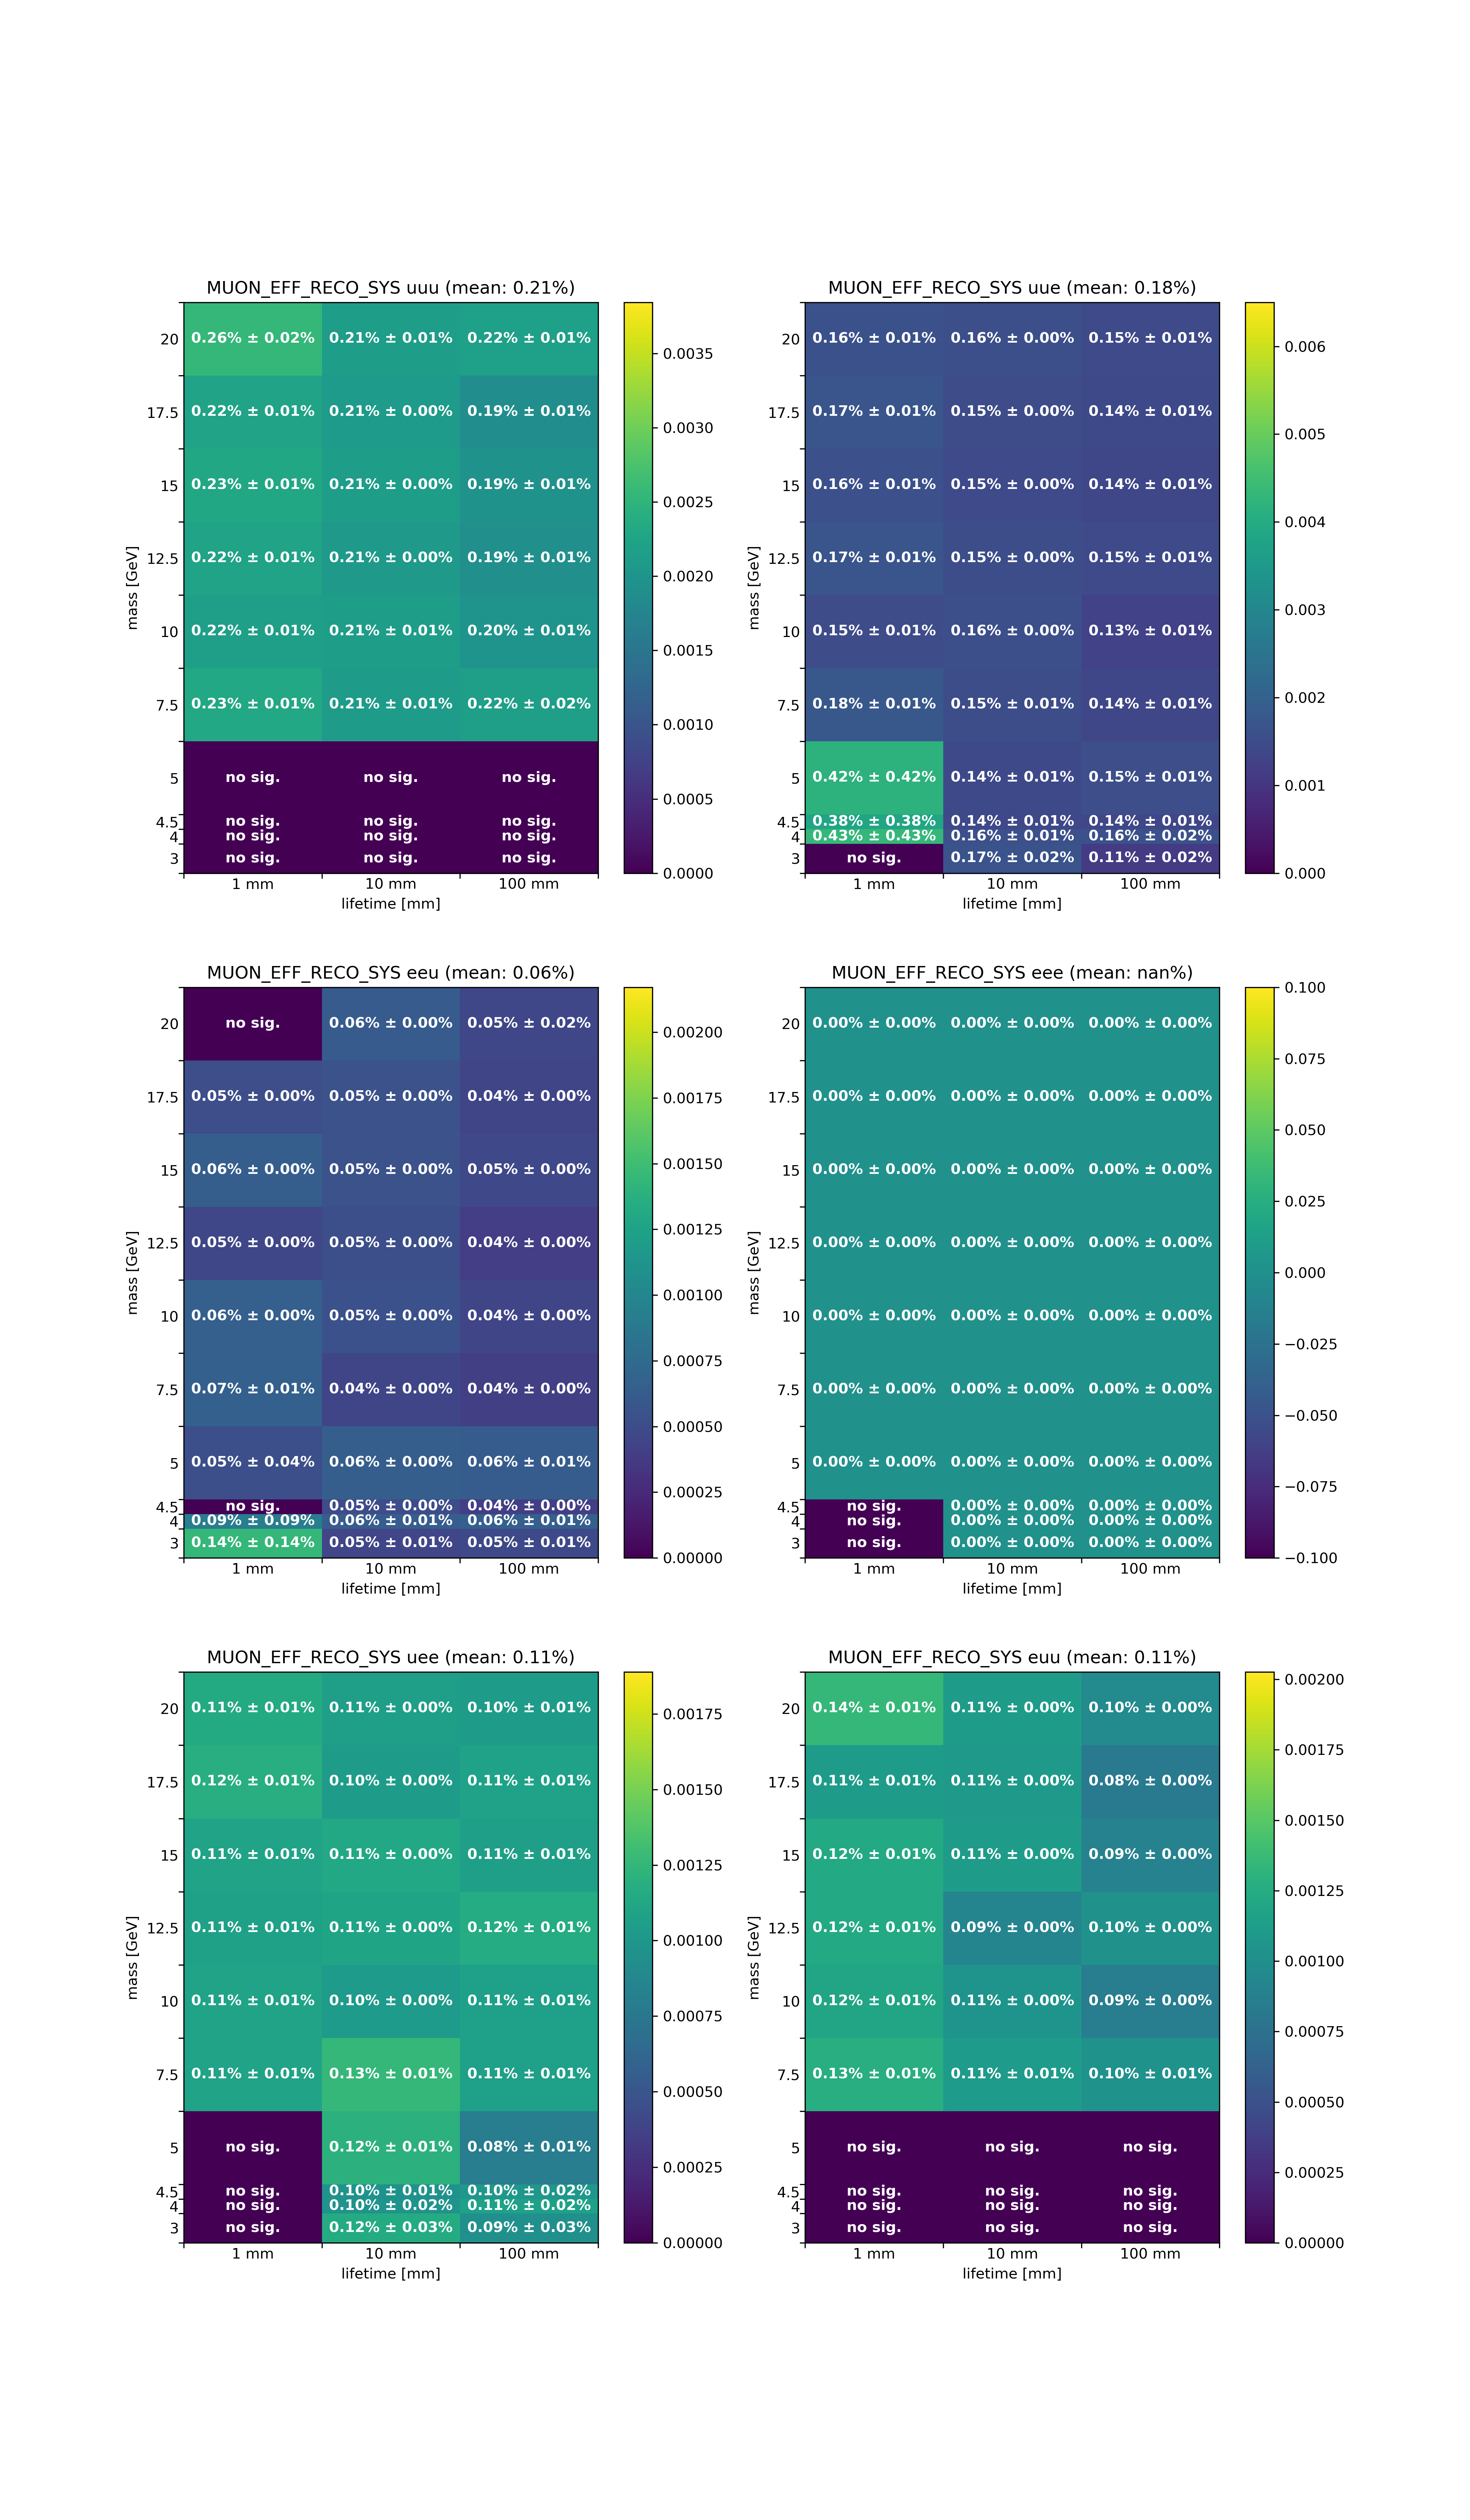 MUON_EFF_RECO_SYS uuu (mean: 0.21%)
mass [GeV]
20 0.26% ± 0.02% 0.21% ± 0.01% 0.22% ± 0.01%
17.5 0.22% ± 0.01% 0.21% ± 0.00% 0.19% ± 0.01%
15 0.23% ± 0.01% 0.21% ± 0.00% 0.19% ± 0.01%
12.5 0.22% ± 0.01% 0.21% ± 0.00% 0.19% ± 0.01%
10 0.22% ± 0.01% 0.21% ± 0.01% 0.20% ± 0.01%
7.5 0.23% ± 0.01% 0.21% ± 0.01% 0.22% ± 0.02%
5 no sig. no sig. no sig.
4.5 no sig. no sig. no sig.
4 no sig. no sig. no sig.
3 no sig. no sig. no sig.
1 mm 10 mm 100 mm
lifetime [mm]
0.0035
0.0030
0.0025
0.0020
0.0015
0.0010
0.0005
0.0000
MUON_EFF_RECO_SYS uue (mean: 0.18%)
mass [GeV]
20 0.16% ± 0.01% 0.16% ± 0.00% 0.15% ± 0.01%
17.5 0.17% ± 0.01% 0.15% ± 0.00% 0.14% ± 0.01%
15 0.16% ± 0.01% 0.15% ± 0.00% 0.14% ± 0.01%
12.5 0.17% ± 0.01% 0.15% ± 0.00% 0.15% ± 0.01%
10 0.15% ± 0.01% 0.16% ± 0.00% 0.13% ± 0.01%
7.5 0.18% ± 0.01% 0.15% ± 0.01% 0.14% ± 0.01%
5 0.42% ± 0.42% 0.14% ± 0.01% 0.15% ± 0.01%
4.5 0.38% ± 0.38% 0.14% ± 0.01% 0.14% ± 0.01%
4 0.43% ± 0.43% 0.16% ± 0.01% 0.16% ± 0.02%
3 no sig. 0.17% ± 0.02% 0.11% ± 0.02%
1 mm 10 mm 100 mm
lifetime [mm]
0.006
0.005
0.004
0.003
0.002
0.001
0.000
MUON_EFF_RECO_SYS eeu (mean: 0.06%)
mass [GeV]
20 no sig. 0.06% ± 0.00% 0.05% ± 0.02%
17.5 0.05% ± 0.00% 0.05% ± 0.00% 0.04% ± 0.00%
15 0.06% ± 0.00% 0.05% ± 0.00% 0.05% ± 0.00%
12.5 0.05% ± 0.00% 0.05% ± 0.00% 0.04% ± 0.00%
10 0.06% ± 0.00% 0.05% ± 0.00% 0.04% ± 0.00%
7.5 0.07% ± 0.01% 0.04% ± 0.00% 0.04% ± 0.00%
5 0.05% ± 0.04% 0.06% ± 0.00% 0.06% ± 0.01%
4.5 no sig. 0.05% ± 0.00% 0.04% ± 0.00%
4 0.09% ± 0.09% 0.06% ± 0.01% 0.06% ± 0.01%
3 0.14% ± 0.14% 0.05% ± 0.01% 0.05% ± 0.01%
1 mm 10 mm 100 mm
lifetime [mm]
0.00200
0.00175
0.00150
0.00125
0.00100
0.00075
0.00050
0.00025
0.00000
MUON_EFF_RECO_SYS eee (mean: nan%)
mass [GeV]
20 0.00% ± 0.00% 0.00% ± 0.00% 0.00% ± 0.00%
17.5 0.00% ± 0.00% 0.00% ± 0.00% 0.00% ± 0.00%
15 0.00% ± 0.00% 0.00% ± 0.00% 0.00% ± 0.00%
12.5 0.00% ± 0.00% 0.00% ± 0.00% 0.00% ± 0.00%
10 0.00% ± 0.00% 0.00% ± 0.00% 0.00% ± 0.00%
7.5 0.00% ± 0.00% 0.00% ± 0.00% 0.00% ± 0.00%
5 0.00% ± 0.00% 0.00% ± 0.00% 0.00% ± 0.00%
4.5 no sig. 0.00% ± 0.00% 0.00% ± 0.00%
4 no sig. 0.00% ± 0.00% 0.00% ± 0.00%
3 no sig. 0.00% ± 0.00% 0.00% ± 0.00%
1 mm 10 mm 100 mm
lifetime [mm]
0.100
0.075
0.050
0.025
0.000
−0.025
−0.050
−0.075
−0.100
MUON_EFF_RECO_SYS uee (mean: 0.11%)
mass [GeV]
20 0.11% ± 0.01% 0.11% ± 0.00% 0.10% ± 0.01%
17.5 0.12% ± 0.01% 0.10% ± 0.00% 0.11% ± 0.01%
15 0.11% ± 0.01% 0.11% ± 0.00% 0.11% ± 0.01%
12.5 0.11% ± 0.01% 0.11% ± 0.00% 0.12% ± 0.01%
10 0.11% ± 0.01% 0.10% ± 0.00% 0.11% ± 0.01%
7.5 0.11% ± 0.01% 0.13% ± 0.01% 0.11% ± 0.01%
5 no sig. 0.12% ± 0.01% 0.08% ± 0.01%
4.5 no sig. 0.10% ± 0.01% 0.10% ± 0.02%
4 no sig. 0.10% ± 0.02% 0.11% ± 0.02%
3 no sig. 0.12% ± 0.03% 0.09% ± 0.03%
1 mm 10 mm 100 mm
lifetime [mm]
0.00175
0.00150
0.00125
0.00100
0.00075
0.00050
0.00025
0.00000
MUON_EFF_RECO_SYS euu (mean: 0.11%)
mass [GeV]
20 0.14% ± 0.01% 0.11% ± 0.00% 0.10% ± 0.00%
17.5 0.11% ± 0.01% 0.11% ± 0.00% 0.08% ± 0.00%
15 0.12% ± 0.01% 0.11% ± 0.00% 0.09% ± 0.00%
12.5 0.12% ± 0.01% 0.09% ± 0.00% 0.10% ± 0.00%
10 0.12% ± 0.01% 0.11% ± 0.00% 0.09% ± 0.00%
7.5 0.13% ± 0.01% 0.11% ± 0.01% 0.10% ± 0.01%
5 no sig. no sig. no sig.
4.5 no sig. no sig. no sig.
4 no sig. no sig. no sig.
3 no sig. no sig. no sig.
1 mm 10 mm 100 mm
lifetime [mm]
0.00200
0.00175
0.00150
0.00125
0.00100
0.00075
0.00050
0.00025
0.00000